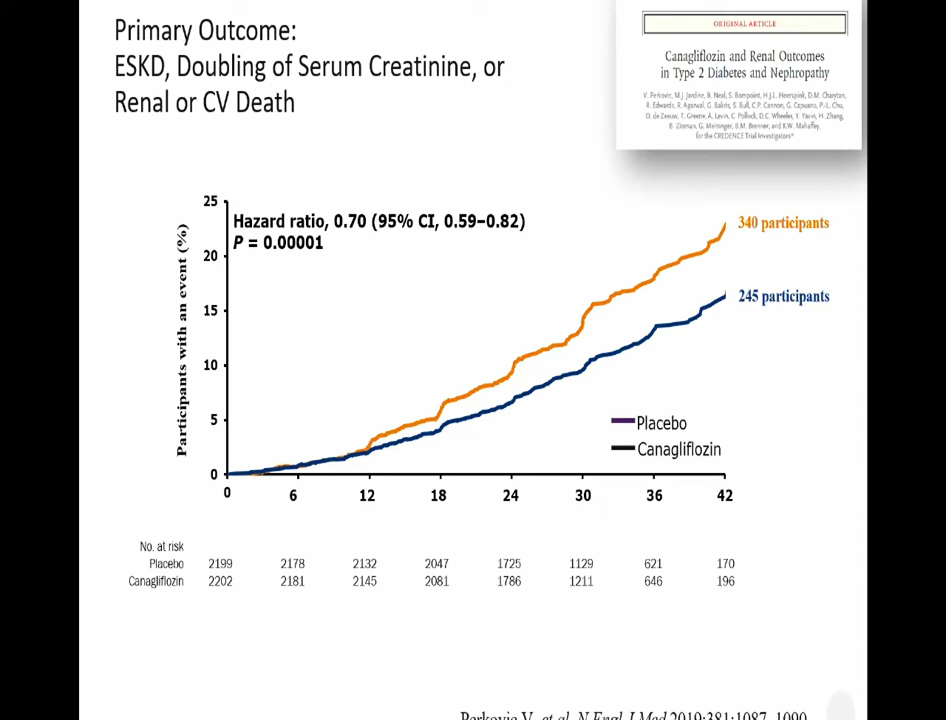 Primary Outcome:
ESKD, Doubling of Serum Creatinine, or
Renal or CV Death
ORIGINAL ARTICLE
Canagliflozin and Renal Outcomes
in Type 2 Diabetes and Nephropathy
V. Perkovic, M.J. Jardine, B. Neal, S. Bompoint, H.J.L. Heerspink, D.M. Charytan,
R. Edwards, R. Agarwal, G. Bakris, S. Bull, C.P. Cannon, G. Capuano, P.-L. Chu,
D. de Zeeuw, T. Greene, A. Levin, C. Pollock, D.C. Wheeler, Y. Yavin, H. Zhang,
B. Zinman, G. Meininger, B.M. Brenner, and K.W. Mahaffey,
for the CREDENCE Trial Investigators*
Participants with an event (%)
25
20
15
10
5
0
Hazard ratio, 0.70 (95% CI, 0.59–0.82)
P = 0.00001
340 participants
245 participants
Placebo
Canagliflozin
0 6 12 18 24 30 36 42
No. at risk
Placebo 2199 2178 2132 2047 1725 1129 621 170
Canagliflozin 2202 2181 2145 2081 1786 1211 646 196
Perkovic V, et al. N Engl J Med 2019;381:1087-1090